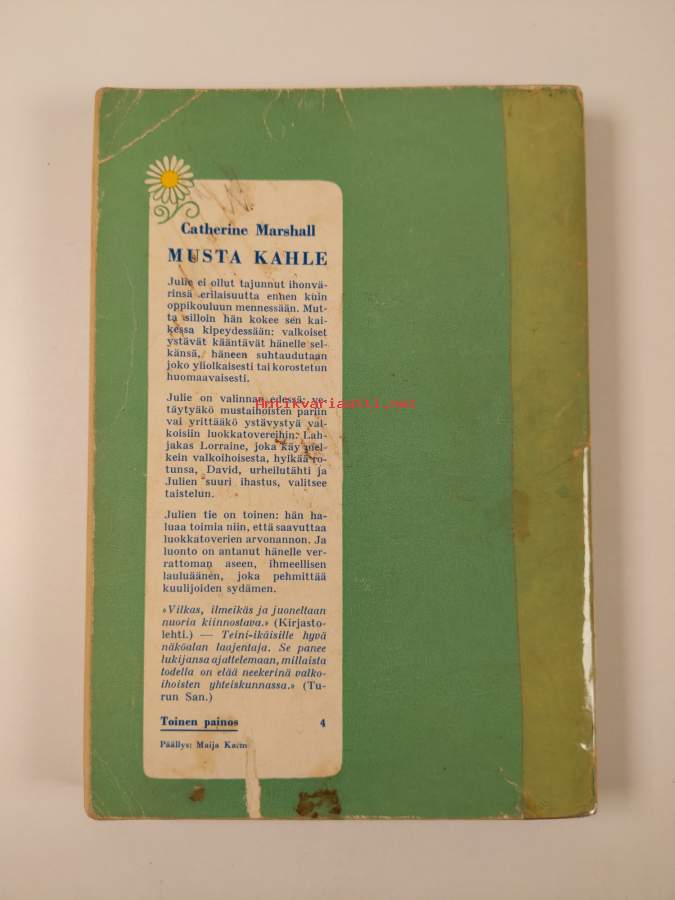 Catherine Marshall
MUSTA KAHLE
Julie ei ollut tajunnut ihonvä-
rinsä erilaisuutta ennen kuin
oppikouluun mennessään. Mut-
ta silloin hän kokee sen kai-
kessa kipeydessään: valkoiset
ystävät kääntävät hänelle sel-
känsä, häneen suhtaudutaan
joko yliolkaisesti tai korostetun
huomaavaisesti.
Julie on valinnan edessä: ve-
täytyäkö mustaihoisten pariin
Antikvariaatti.net
vai yrittääkö ystävystyä val-
koisiin luokkatovereihin. Lah-
jakas Lorraine, joka käy mel-
kein valkoihoisesta, hylkää ro-
tunsa, David, urheilutähti ja
Julien suuri ihastus, valitsee
taistelun.
Julien tie on toinen: hän ha-
luaa toimia niin, että saavuttaa
luokkatoverien arvonannon. Ja
luonto on antanut hänelle ver-
rattoman aseen, ihmeellisen
lauluäänen, joka pehmittää
kuulijoiden sydämen.
»Vilkas, ilmeikäs ja juoneltaan
nuoria kiinnostava.» (Kirjasto-
lehti.) — Teini-ikäisille hyvä
näköalan laajentaja. Se panee
lukijansa ajattelemaan, millaista
todella on elää neekerinä valko-
ihoisten yhteiskunnassa.» (Tu-
run San.)
Toinen painos 4
Päällys: Maija Karma